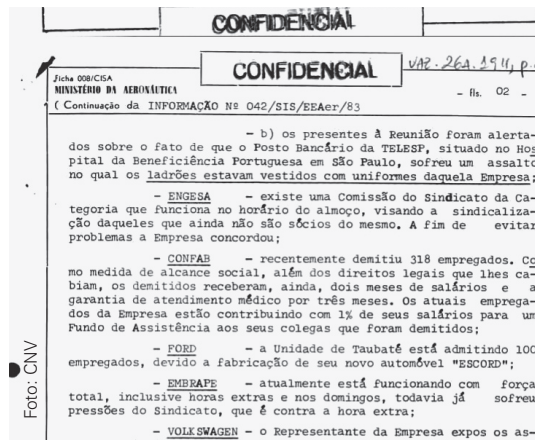 CONFIDENCIAL
CONFIDENCIAL
Ficha 008/CISA
MINISTÉRIO DA AERONÁUTICA
- fls. 02 -
( Continuação da INFORMAÇÃO Nº 042/SIS/EEAer/83
- b) os presentes à Reunião foram alerta-
dos sobre o fato de que o Posto Bancário da TELESP, situado no Hos
pital da Beneficiência Portuguesa em São Paulo, sofreu um assalto
no qual os ladrões estavam vestidos com uniformes daquela Empresa;
- ENGESA - existe uma Comissão do Sindicato da Ca-
tegoria que funciona no horário do almoço, visando a sindicaliza-
ção daqueles que ainda não são sócios do mesmo. A fim de evitar
problemas a Empresa concordou;
- CONFAB - recentemente demitiu 318 empregados. Co
mo medida de alcance social, além dos direitos legais que lhes ca-
biam, os demitidos receberam, ainda, dois meses de salários e a
garantia de atendimento médico por três meses. Os atuais emprega-
dos da Empresa estão contribuindo com 1% de seus salários para um
Fundo de Assistência aos seus colegas que foram demitidos;
- FORD - a Unidade de Taubaté está admitindo 100
empregados, devido a fabricação de seu novo automóvel "ESCORD";
- EMBRAPE - atualmente está funcionando com força
total, inclusive horas extras e nos domingos, todavia já sofreu
pressões do Sindicato, que é contra a hora extra;
- VOLKSWAGEN - o Representante da Empresa expos os as-
Foto: CNV